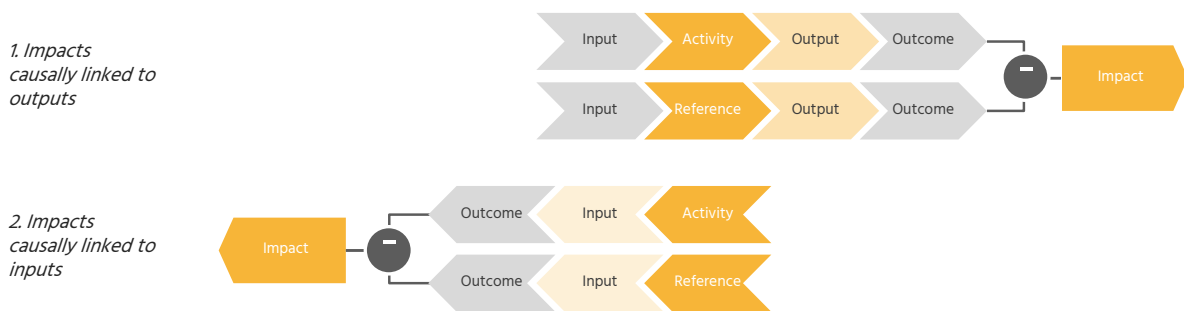 1. Impacts
causally linked to
outputs
Input Activity Output Outcome
Input Reference Output Outcome
-
Impact
2. Impacts
causally linked to
inputs
Outcome Input Activity
Outcome Input Reference
-
Impact